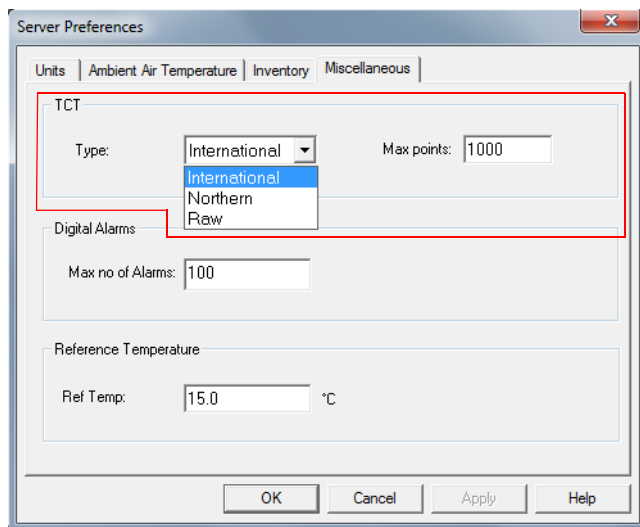 Server Preferences
Units Ambient Air Temperature Inventory Miscellaneous
TCT
Type: International Max points: 1000
International
Northern
Raw
Digital Alarms
Max no of Alarms: 100
Reference Temperature
Ref Temp: 15.0 °C
OK Cancel Apply Help